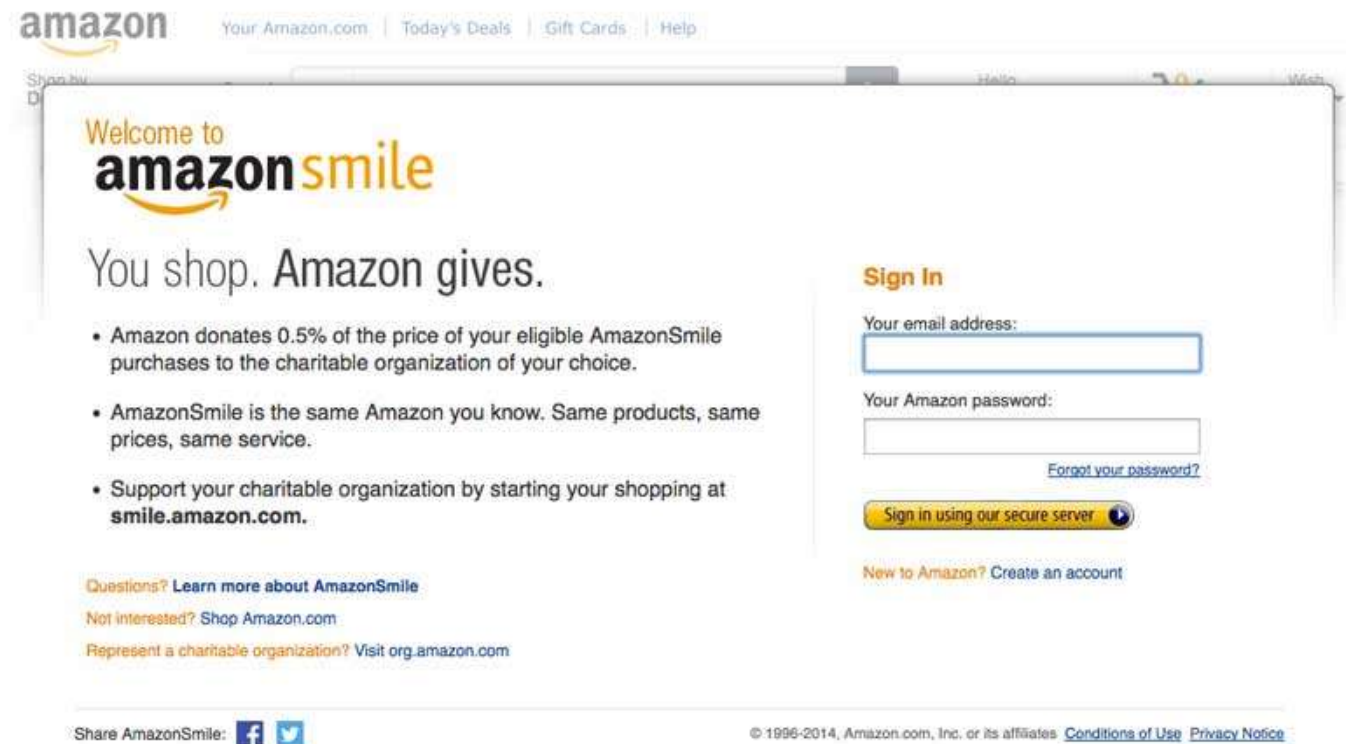 amazon
Your Amazon.com | Today's Deals | Gift Cards | Help
Shop by
Hello
Wish
Welcome to
amazonsmile
You shop. Amazon gives.
• Amazon donates 0.5% of the price of your eligible AmazonSmile
purchases to the charitable organization of your choice.
• AmazonSmile is the same Amazon you know. Same products, same
prices, same service.
• Support your charitable organization by starting your shopping at
smile.amazon.com.
Questions? Learn more about AmazonSmile
Not interested? Shop Amazon.com
Represent a charitable organization? Visit org.amazon.com
Sign In
Your email address:
Your Amazon password:
Forgot your password?
Sign in using our secure server
New to Amazon? Create an account
Share AmazonSmile:
© 1996-2014, Amazon.com, Inc. or its affiliates Conditions of Use Privacy Notice